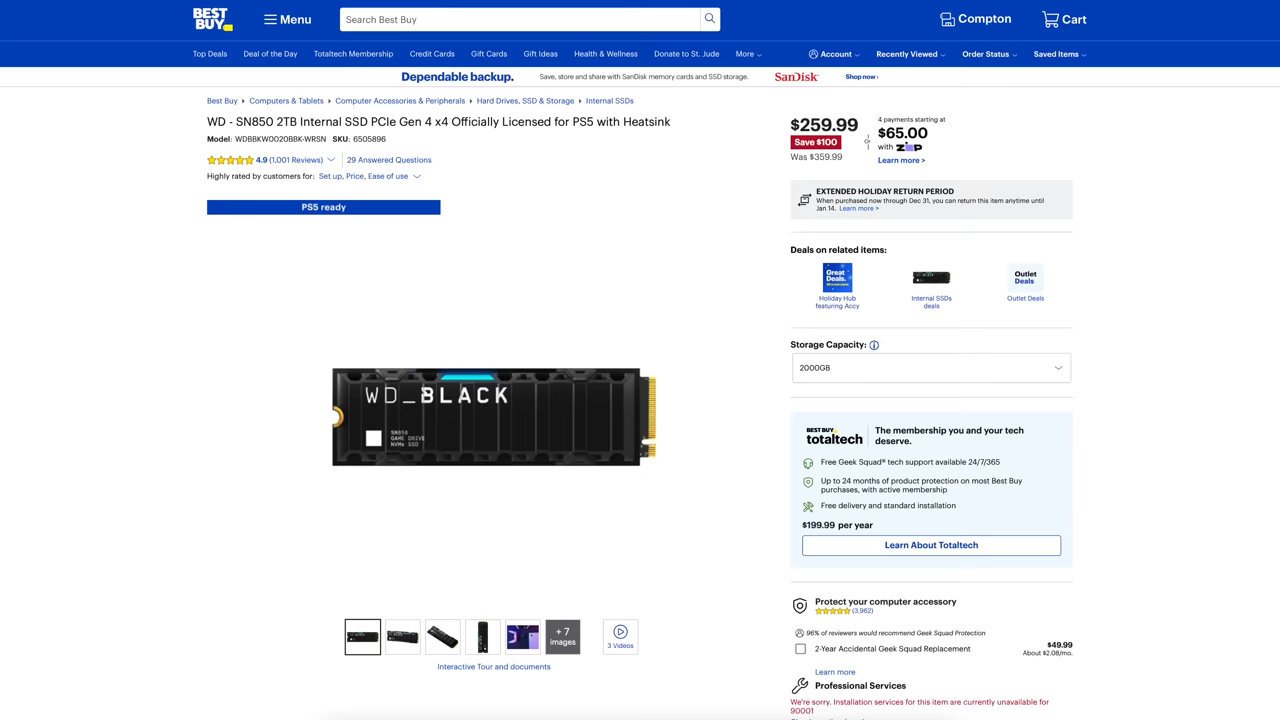 BEST BUY
Menu
Search Best Buy
Compton
Cart
Top Deals
Deal of the Day
Totaltech Membership
Credit Cards
Gift Cards
Gift Ideas
Health & Wellness
Donate to St. Jude
More
Account
Recently Viewed
Order Status
Saved Items
Dependable backup.
Save, store and share with SanDisk memory cards and SSD storage.
SanDisk
Shop now ›
Best Buy
Computers & Tablets
Computer Accessories & Peripherals
Hard Drives, SSD & Storage
Internal SSDs
WD - SN850 2TB Internal SSD PCIe Gen 4 x4 Officially Licensed for PS5 with Heatsink
Model: WDBBKW0020BBK-WRSN SKU: 6505896
4.9 (1,001 Reviews)
29 Answered Questions
Highly rated by customers for: Set up, Price, Ease of use
PS5 ready
WD_BLACK
SN850
GAME DRIVE
NVMe SSD
+ 7
images
3 Videos
Interactive Tour and documents
$259.99
Save $100
Was $359.99
or
4 payments starting at
$65.00
with ZIP
Learn more >
EXTENDED HOLIDAY RETURN PERIOD
When purchased now through Dec 31, you can return this item anytime until
Jan 14. Learn more >
Deals on related items:
Great
Deals.
Holiday Hub
featuring Accy
Internal SSDs
deals
Outlet
Deals
Outlet Deals
Storage Capacity:
2000GB
BEST BUY
totaltech
The membership you and your tech
deserve.
Free Geek Squad® tech support available 24/7/365
Up to 24 months of product protection on most Best Buy
purchases, with active membership
Free delivery and standard installation
$199.99 per year
Learn About Totaltech
Protect your computer accessory
(3,962)
96% of reviewers would recommend Geek Squad Protection
2-Year Accidental Geek Squad Replacement
$49.99
About $2.08/mo.
Learn more
Professional Services
We're sorry. Installation services for this item are currently unavailable for
90001